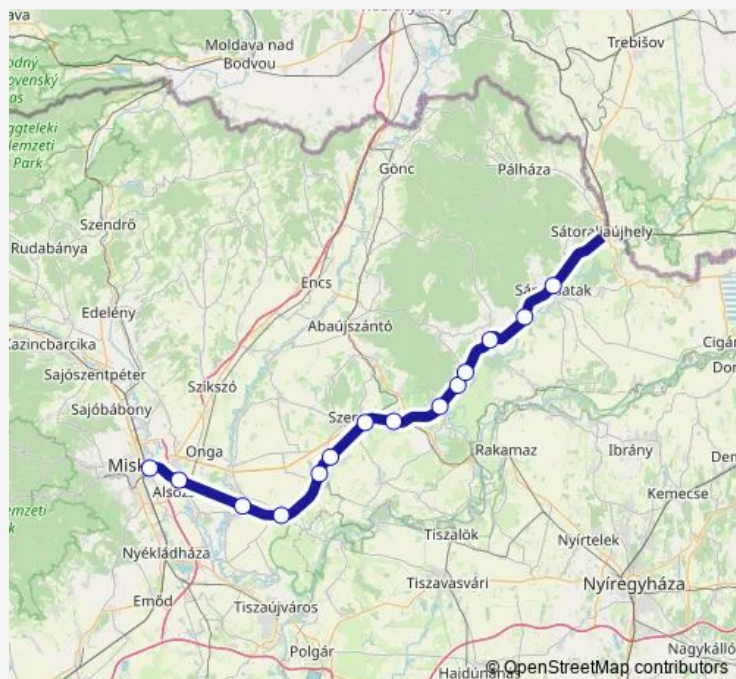 Moldava nad
Bodvou
Trebišov
Gönc
Pálháza
Szendrő
Rudabánya
Sátoraljaújhely
Encs
Edelény
Abaújszántó
Sajószentpéter
Szikszó
Sajóbábony
Onga
Rakamaz
Ibrány
Kemecse
Nyékládháza
Tiszalök
Nyírtelek
Emőd
Tiszaújváros
Tiszavasvári
Nyíregyháza
Polgár
Hajdúnánás
Nagykálló
© OpenStreetMap contributors